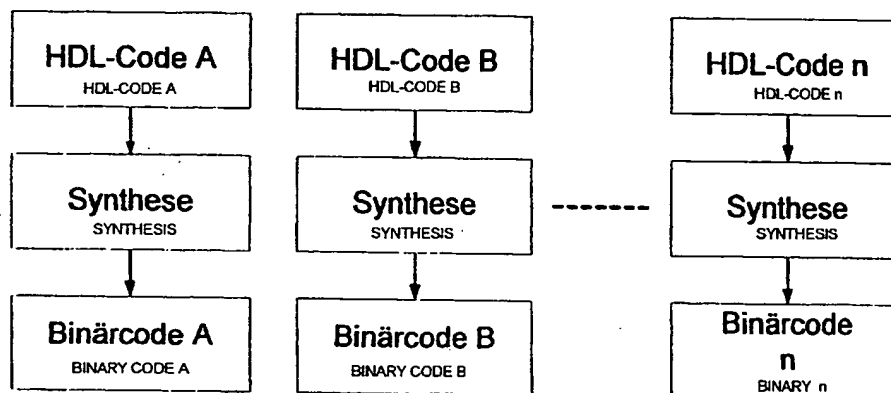 HDL-Code A
HDL-CODE A
HDL-Code B
HDL-CODE B
HDL-Code n
HDL-CODE n
Synthese
SYNTHESIS
Synthese
SYNTHESIS
Synthese
SYNTHESIS
Binärcode A
BINARY CODE A
Binärcode B
BINARY CODE B
Binärcode
n
BINARY n